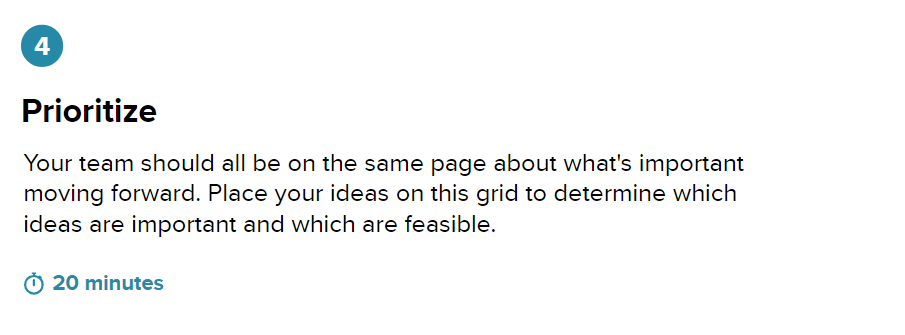 4
Prioritize
Your team should all be on the same page about what's important
moving forward. Place your ideas on this grid to determine which
ideas are important and which are feasible.
20 minutes